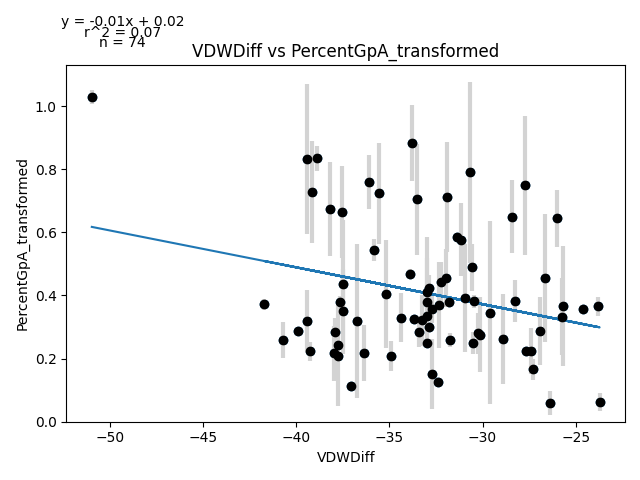 y = -0.01x + 0.02
r^2 = 0.07
n = 74
VDWDiff vs PercentGpA_transformed
PercentGpA_transformed
1.0
0.8
0.6
0.4
0.2
0.0
−50
−45
−40
−35
−30
−25
VDWDiff